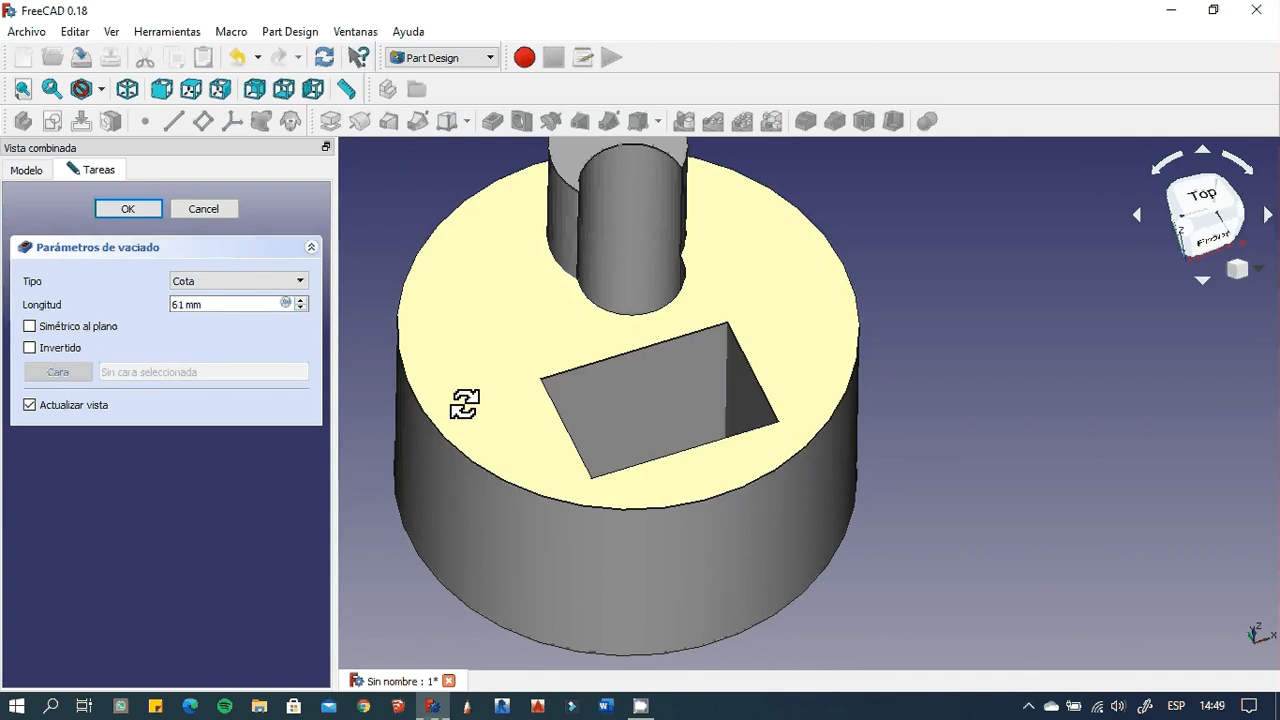 FreeCAD 0.18
Archivo Editar Ver Herramientas Macro Part Design Ventanas Ayuda
Part Design
Vista combinada
Modelo Tareas
OK Cancel
Parámetros de vaciado
Tipo Cota
Longitud 61 mm
Simétrico al plano
Invertido
Cara Sin cara seleccionada
Actualizar vista
Top
Front
Z
Z
X
Sin nombre : 1*
ESP 14:49